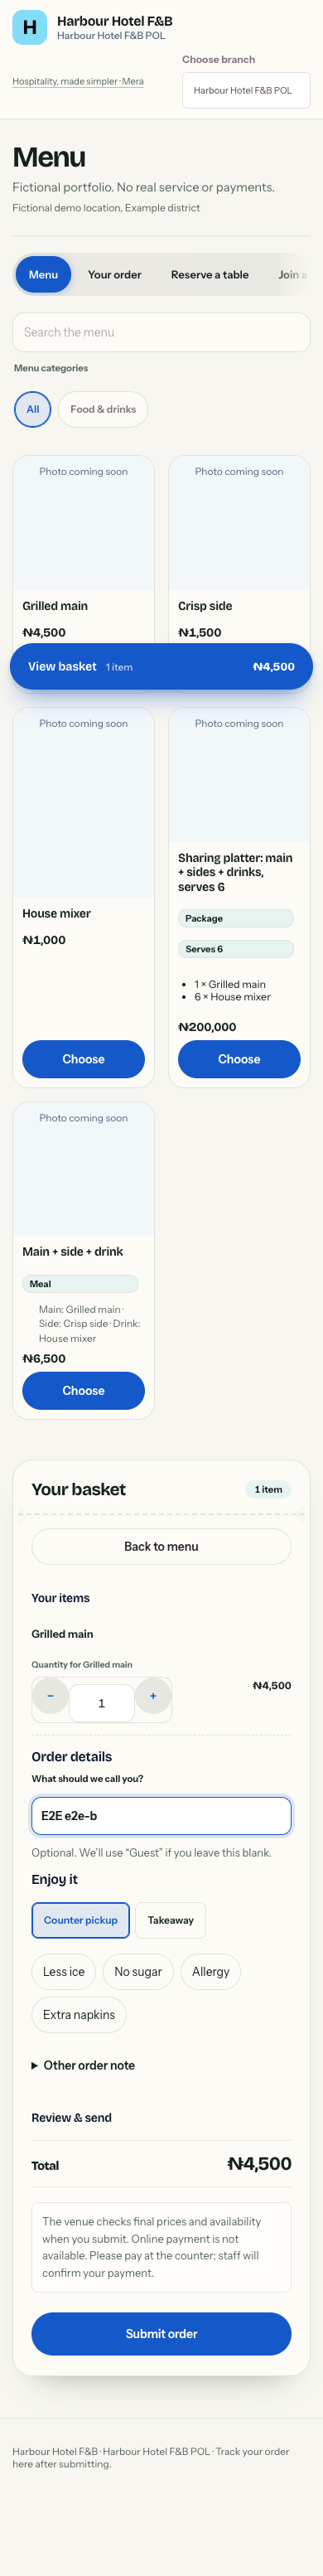 H
Harbour Hotel F&B
Harbour Hotel F&B POL
Hospitality, made simpler · Mera
Choose branch
Harbour Hotel F&B POL
Menu
Fictional portfolio. No real service or payments.
Fictional demo location, Example district
Menu
Your order
Reserve a table
Join a
Search the menu
Menu categories
All
Food & drinks
Photo coming soon
Photo coming soon
Grilled main
Crisp side
₦4,500
₦1,500
View basket
1 item
₦4,500
Photo coming soon
Photo coming soon
House mixer
₦1,000
Choose
Sharing platter: main
+ sides + drinks,
serves 6
Package
Serves 6
• 1 × Grilled main
• 6 × House mixer
₦200,000
Choose
Photo coming soon
Main + side + drink
Meal
Main: Grilled main ·
Side: Crisp side · Drink:
House mixer
₦6,500
Choose
Your basket
1 item
Back to menu
Your items
Grilled main
Quantity for Grilled main
−
1
+
₦4,500
Order details
What should we call you?
E2E e2e-b
Optional. We’ll use “Guest” if you leave this blank.
Enjoy it
Counter pickup
Takeaway
Less ice
No sugar
Allergy
Extra napkins
Other order note
Review & send
Total
₦4,500
The venue checks final prices and availability
when you submit. Online payment is not
available. Please pay at the counter; staff will
confirm your payment.
Submit order
Harbour Hotel F&B · Harbour Hotel F&B POL · Track your order
here after submitting.